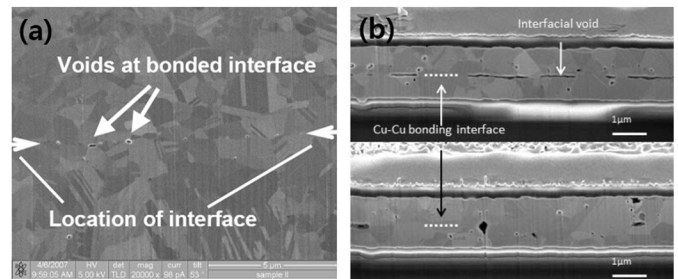 (a)
Voids at bonded interface
Location of interface
4/6/2007 HV det mag curr tilt 5 µm
9:59:05 AM 5.00 kV TLD 20000 x 98 pA 53 ° sample II
(b)
Interfacial void
Cu-Cu bonding interface
1µm
1µm